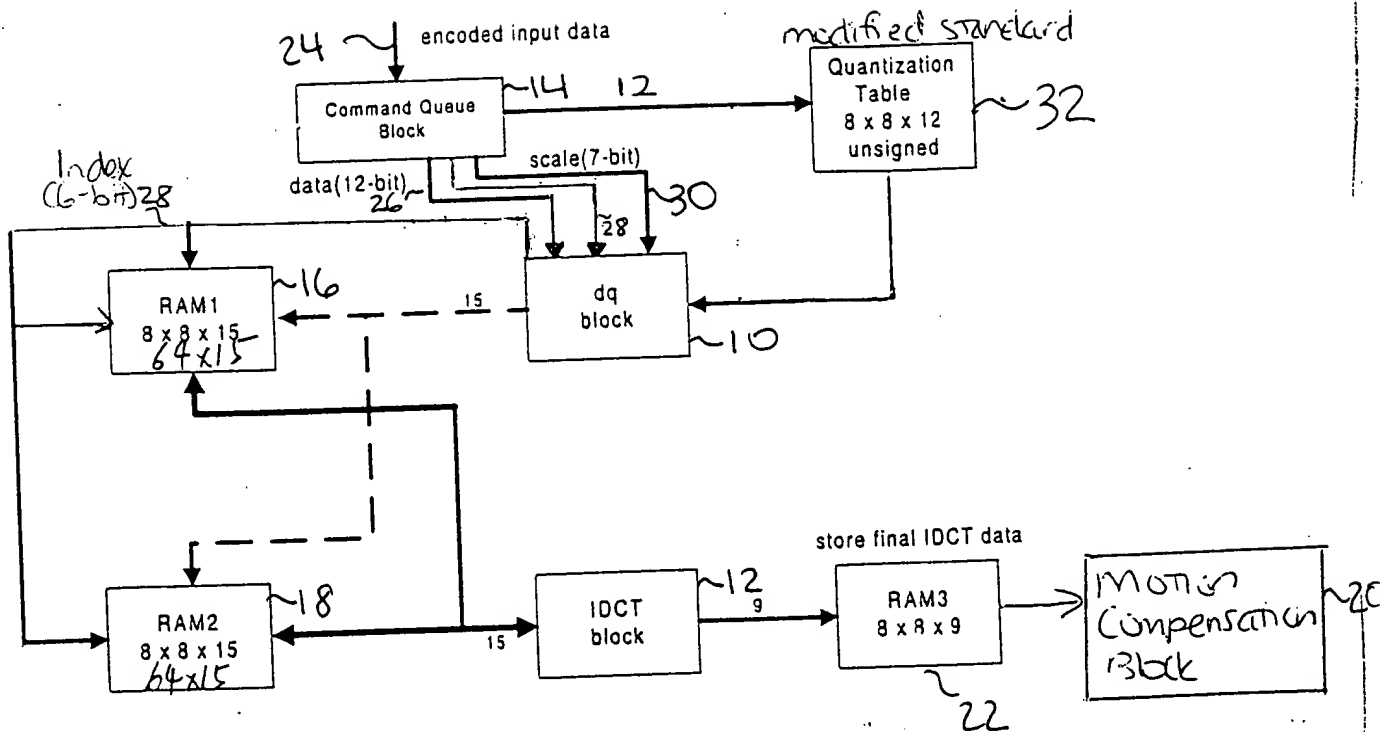 24
encoded input data
modified standard
Command Queue
Block
14
12
Quantization
Table
8 x 8 x 12
unsigned
32
Index
(6-bit) 28
data(12-bit)
26
scale(7-bit)
30
~28
RAM1
8 x 8 x 15
64x15
16
15
dq
block
10
RAM2
8 x 8 x 15
64x15
18
15
IDCT
block
12
9
store final IDCT data
RAM3
8 x 8 x 9
22
Motion
Compensation
Block
20